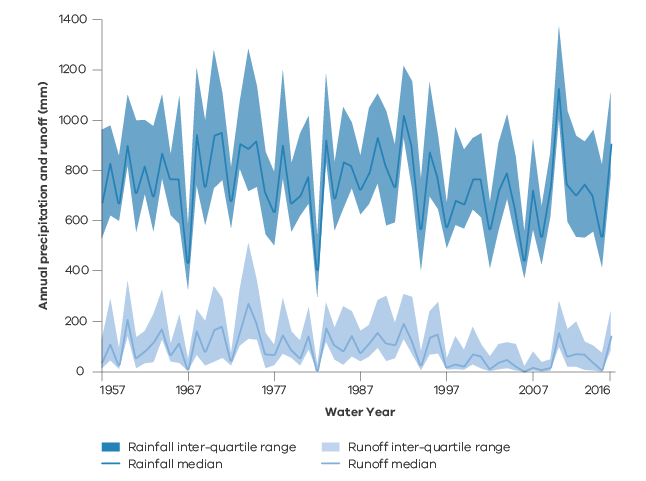 Annual precipitation and runoff (mm)
1400
1200
1000
800
600
400
200
0
1957 1967 1977 1987 1997 2007 2016
Water Year
Rainfall inter-quartile range Runoff inter-quartile range
Rainfall median Runoff median